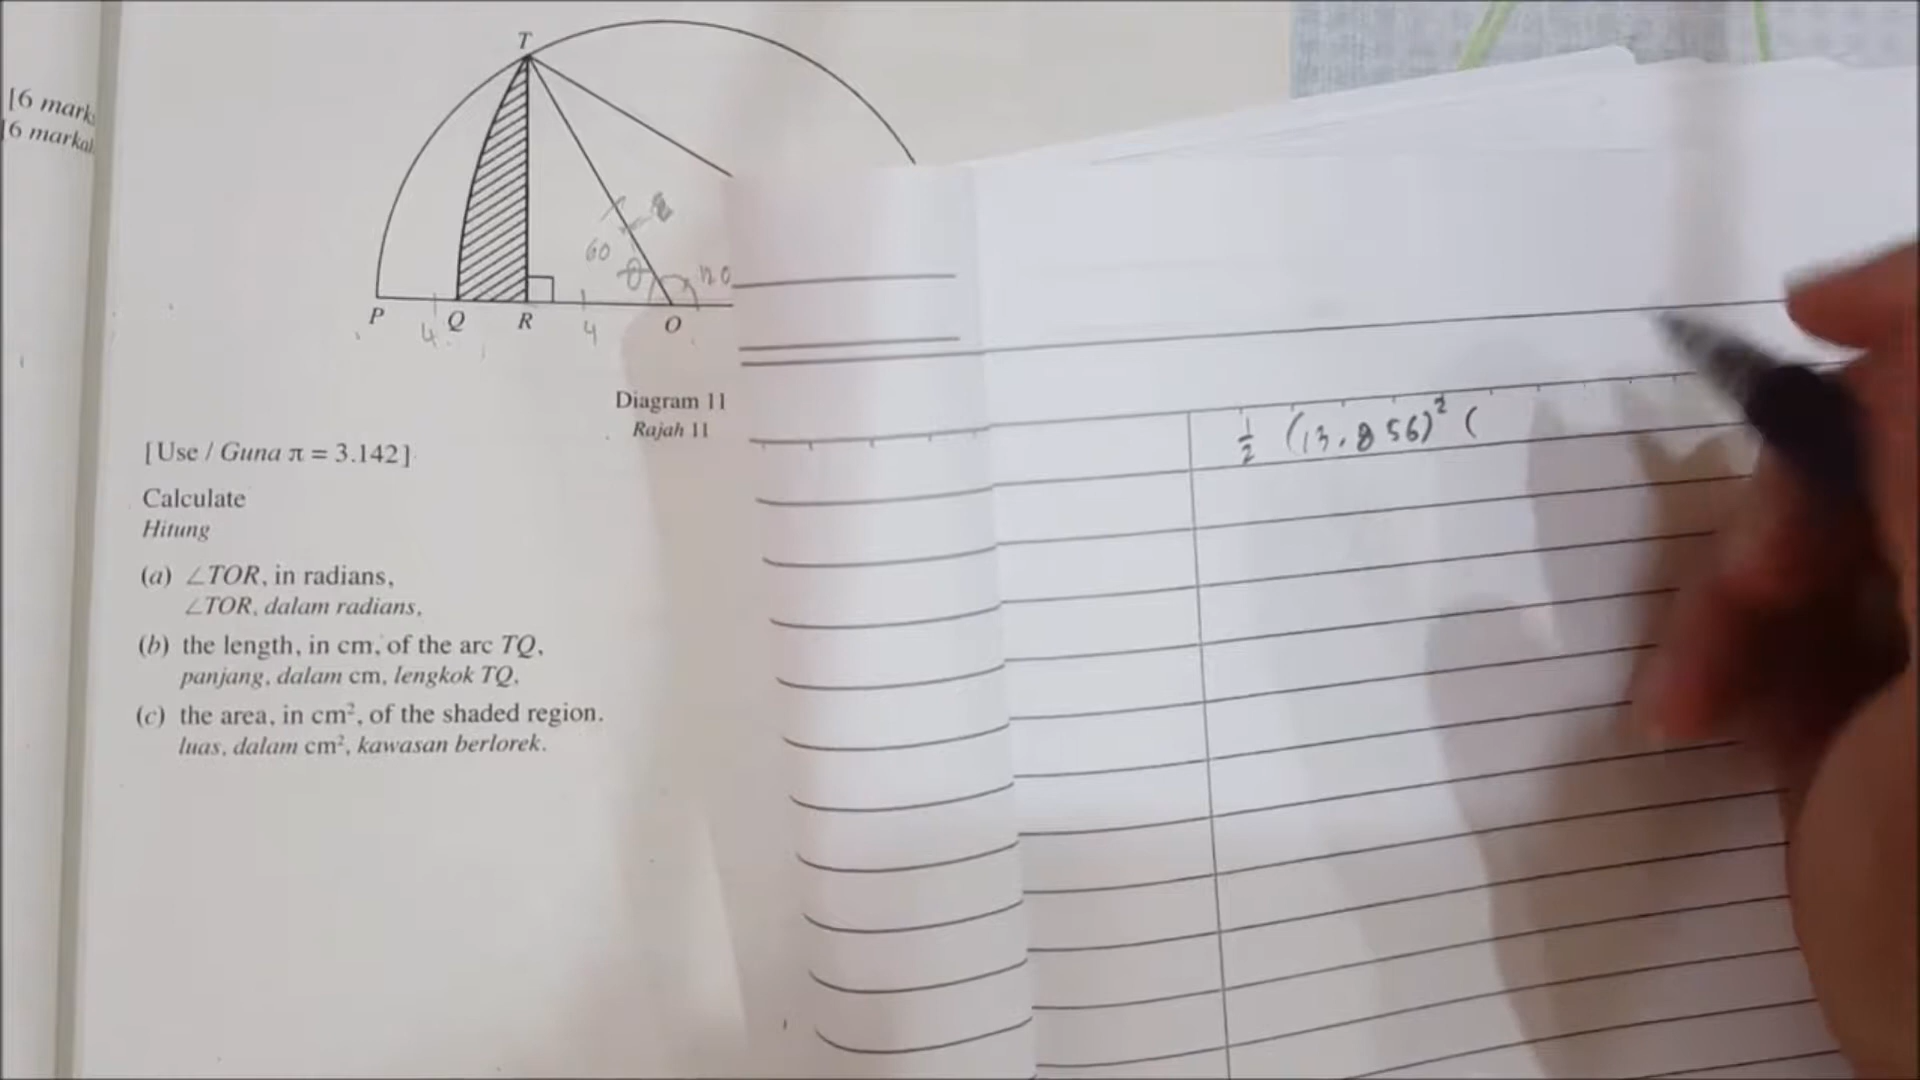 [6 marks
[6 markah
T
60
θ
120
P
Q
R
O
4
4
Diagram 11
Rajah 11
½ (13.856)² (
[Use / Guna π = 3.142]
Calculate
Hitung
(a) ∠TOR, in radians,
∠TOR, dalam radians,
(b) the length, in cm, of the arc TQ,
panjang, dalam cm, lengkok TQ,
(c) the area, in cm², of the shaded region.
luas, dalam cm², kawasan berlorek.